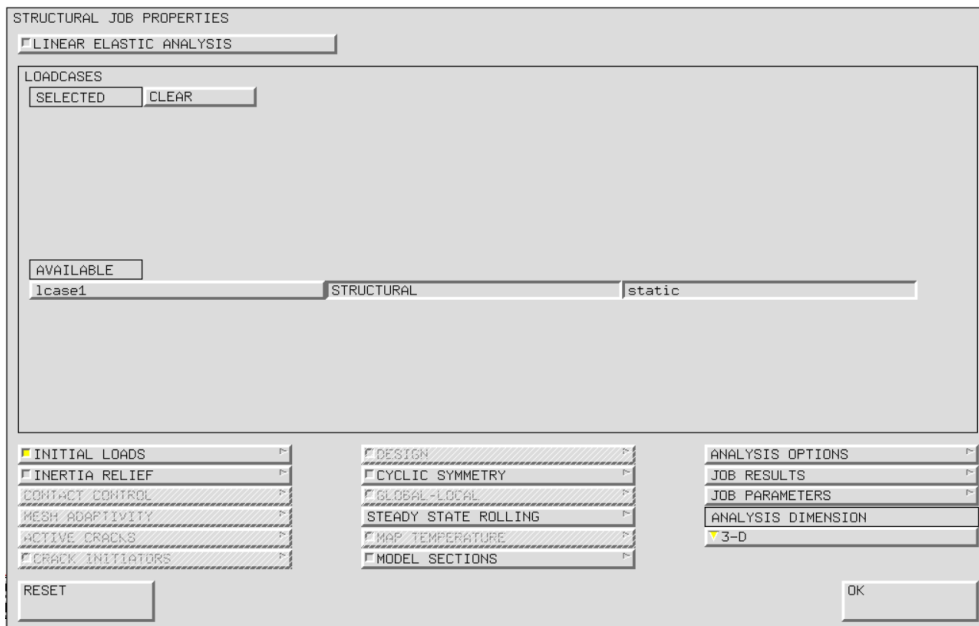 STRUCTURAL JOB PROPERTIES
LINEAR ELASTIC ANALYSIS
LOADCASES
SELECTED CLEAR
AVAILABLE
lcase1 STRUCTURAL static
INITIAL LOADS DESIGN ANALYSIS OPTIONS
INERTIA RELIEF CYCLIC SYMMETRY JOB RESULTS
CONTACT CONTROL GLOBAL-LOCAL JOB PARAMETERS
MESH ADAPTIVITY STEADY STATE ROLLING ANALYSIS DIMENSION
ACTIVE CRACKS MAP TEMPERATURE 3-D
CRACK INITIATORS MODEL SECTIONS
RESET OK